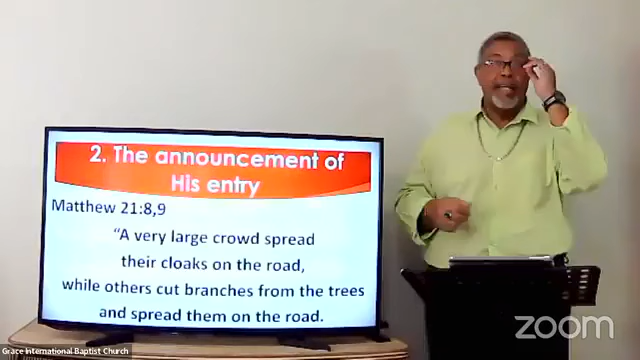 2. The announcement of
His entry
Matthew 21:8,9
“A very large crowd spread
their cloaks on the road,
while others cut branches from the trees
and spread them on the road.
Grace International Baptist Church
zoom